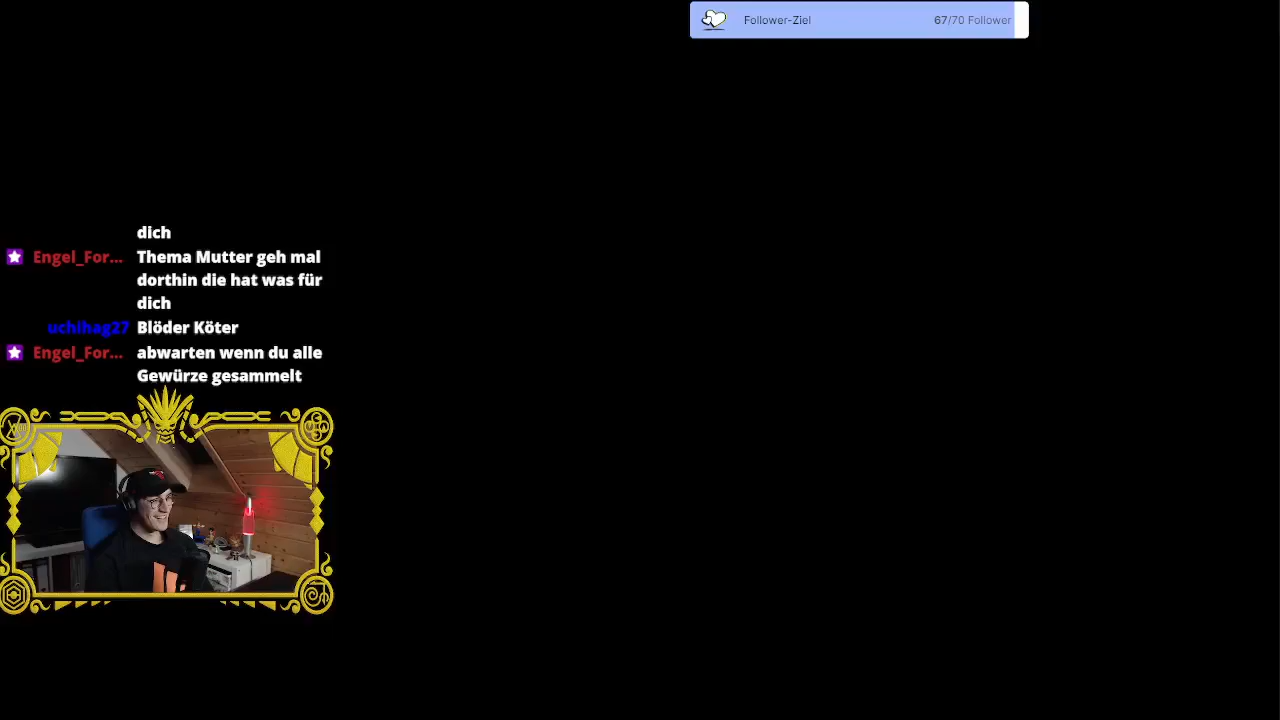 Follower-Ziel 67/70 Follower
dich
Engel_For... Thema Mutter geh mal
dorthin die hat was für
dich
uchihag27 Blöder Köter
Engel_For... abwarten wenn du alle
Gewürze gesammelt